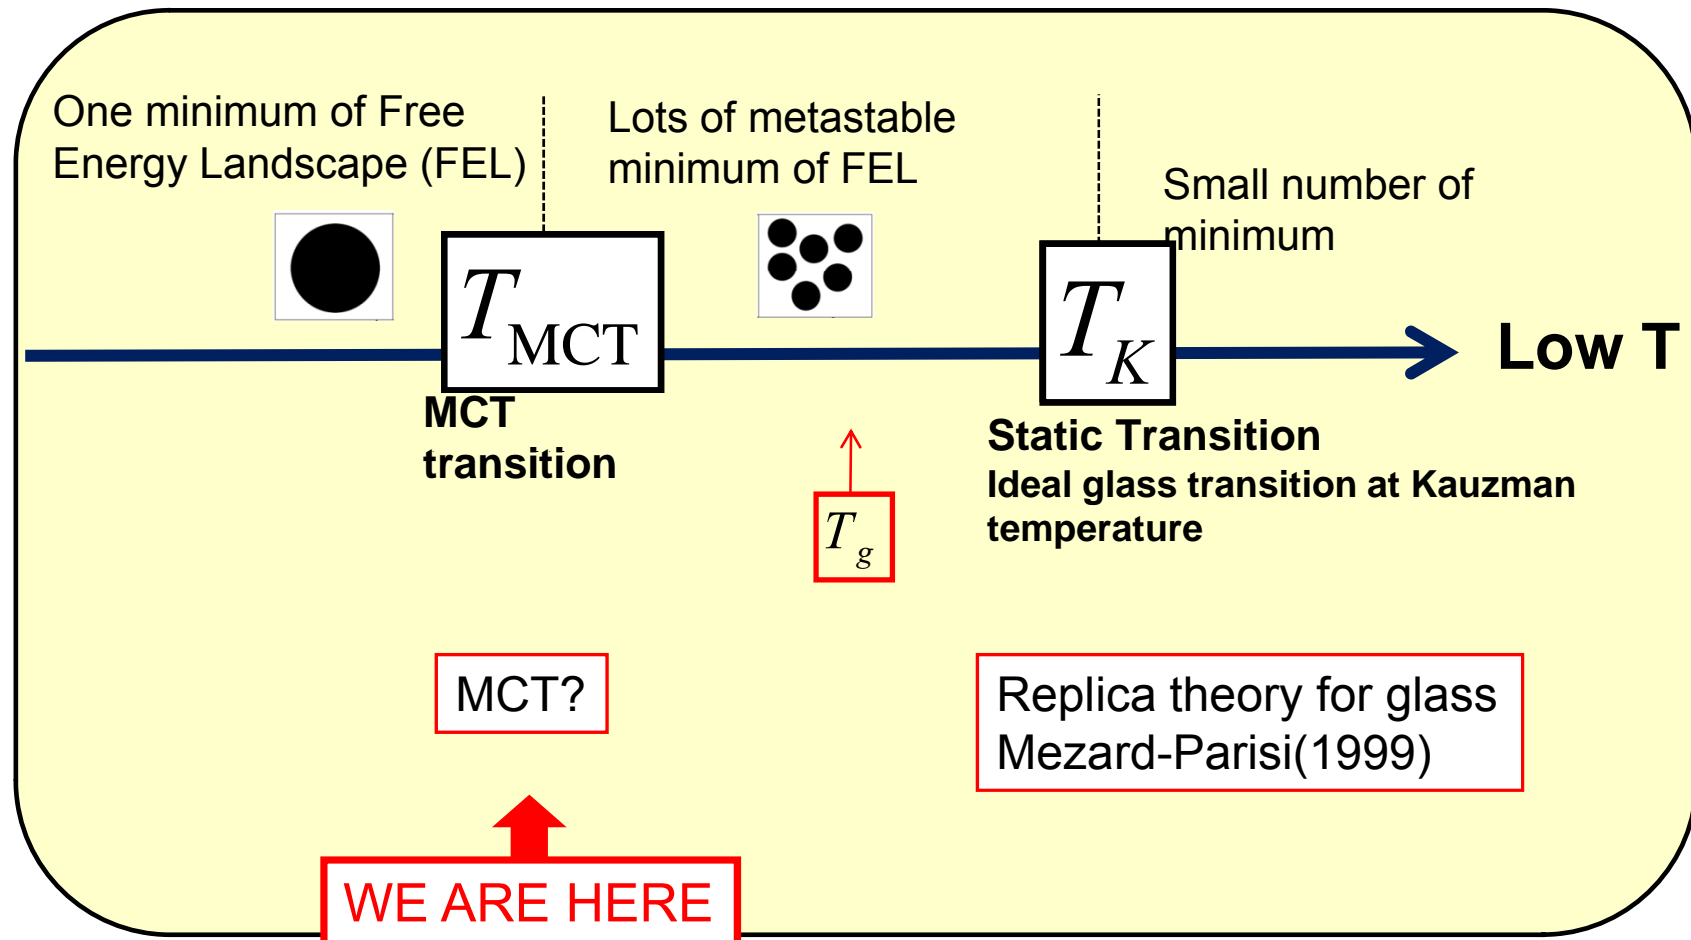 One minimum of Free
Energy Landscape (FEL)
Lots of metastable
minimum of FEL
Small number of
minimum
T_MCT
T_K
Low T
MCT
transition
Static Transition
Ideal glass transition at Kauzman
temperature
T_g
MCT?
Replica theory for glass
Mezard-Parisi(1999)
WE ARE HERE